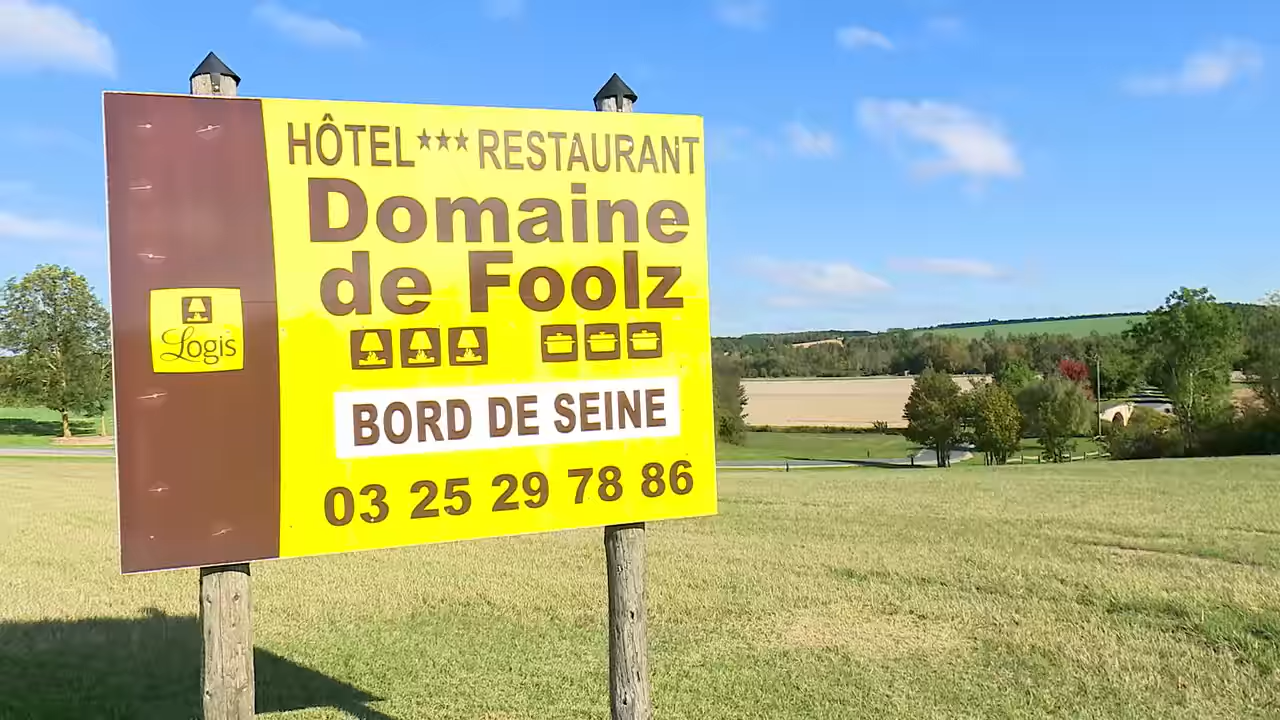 HÔTEL*** RESTAURANT
Domaine
de Foolz
Logis
BORD DE SEINE
03 25 29 78 86